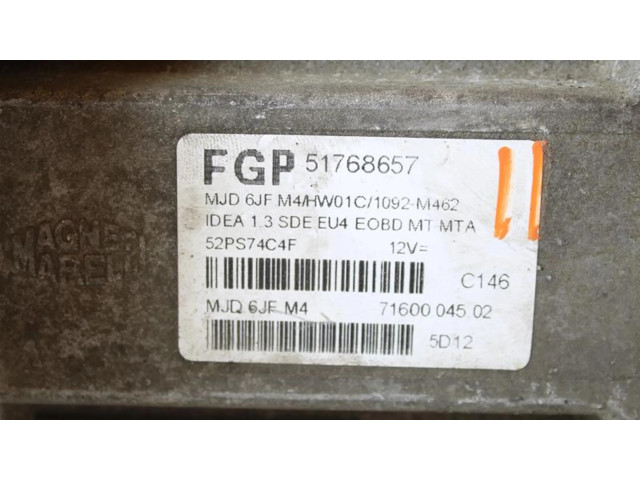 FGP 51768657
MJD 6JF M4/HW01C/1092-M462
IDEA 1.3 SDE EU4 EOBD MT-MTA
52PS74C4F 12V=
C146
MJD 6JF M4 71600.045.02
5D12
MAGNETI
MARELLI